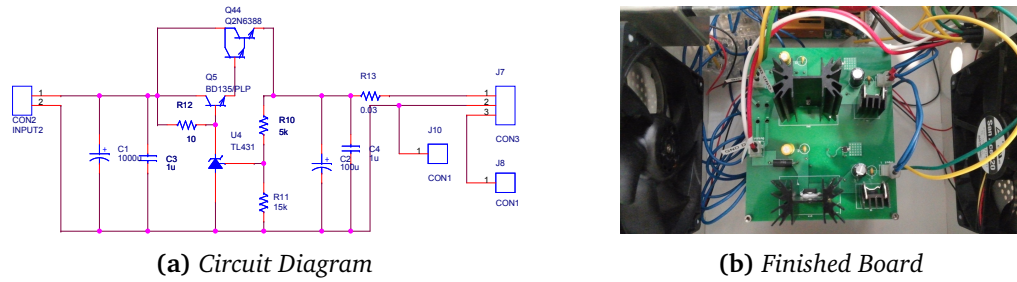 Q44
Q2N6388
Q5
BD135/PLP
R12
10
U4
TL431
R10
5k
R11
15k
R13
0.03
J7
1
2
3
CON3
J10
1
CON1
J8
1
CON1
1
2
CON2
INPUT2
C1
1000u
C3
1u
C2
100u
C4
1u
(a) Circuit Diagram
(b) Finished Board